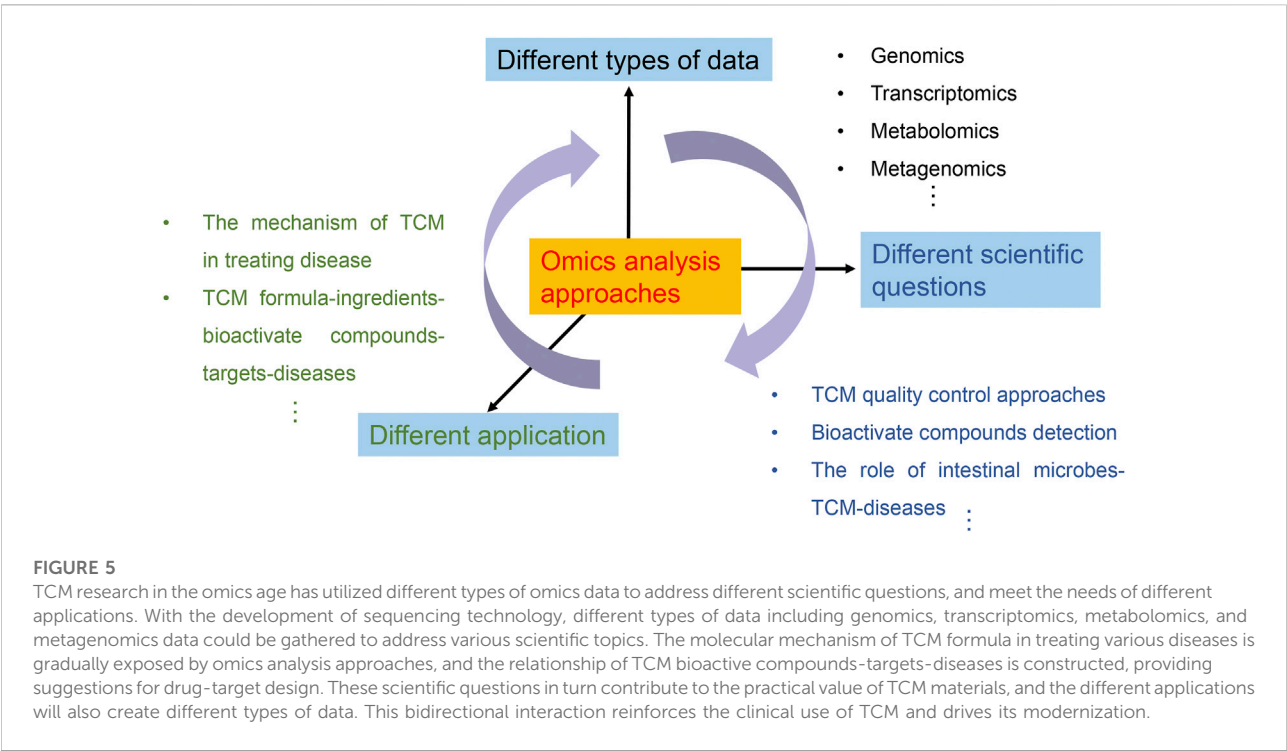 Different types of data
• Genomics
• Transcriptomics
• Metabolomics
• Metagenomics
⋮
• The mechanism of TCM
in treating disease
• TCM formula-ingredients-
bioactivate compounds-
targets-diseases
⋮
Omics analysis
approaches
Different scientific
questions
Different application
• TCM quality control approaches
• Bioactivate compounds detection
• The role of intestinal microbes-
TCM-diseases ⋮
FIGURE 5
TCM research in the omics age has utilized different types of omics data to address different scientific questions, and meet the needs of different
applications. With the development of sequencing technology, different types of data including genomics, transcriptomics, metabolomics, and
metagenomics data could be gathered to address various scientific topics. The molecular mechanism of TCM formula in treating various diseases is
gradually exposed by omics analysis approaches, and the relationship of TCM bioactive compounds-targets-diseases is constructed, providing
suggestions for drug-target design. These scientific questions in turn contribute to the practical value of TCM materials, and the different applications
will also create different types of data. This bidirectional interaction reinforces the clinical use of TCM and drives its modernization.